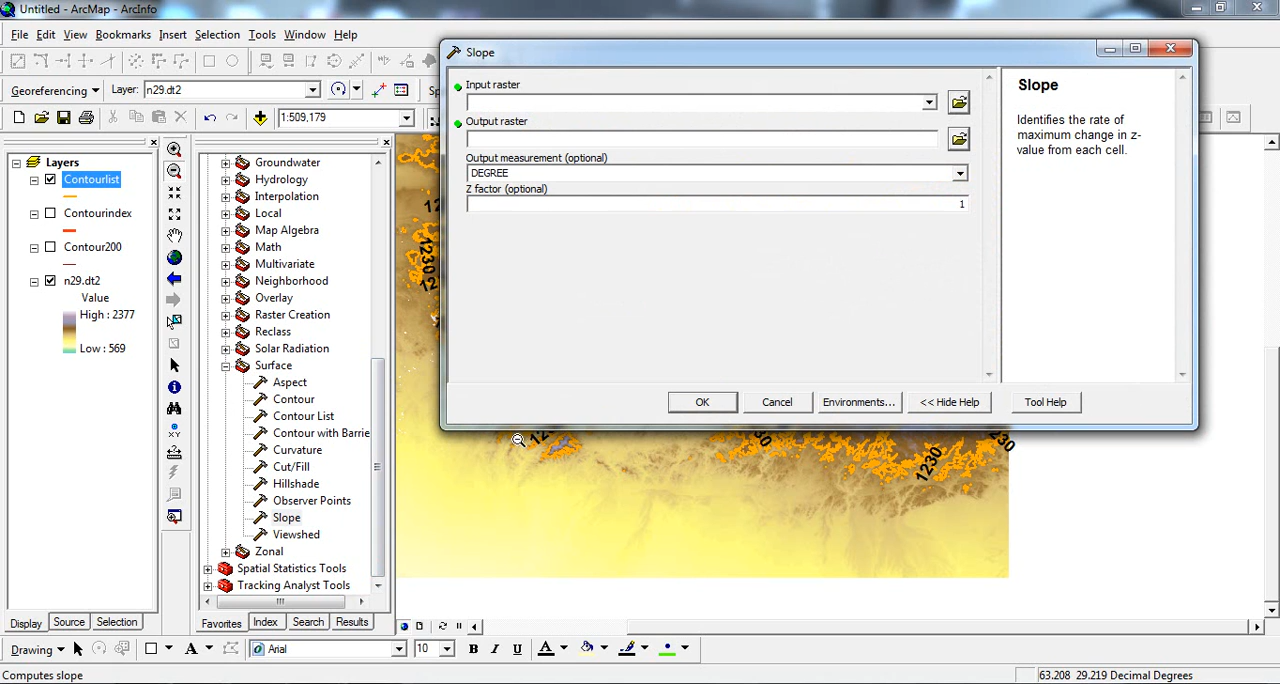 Untitled - ArcMap - ArcInfo
File Edit View Bookmarks Insert Selection Tools Window Help
Georeferencing Layer: n29.dt2
1:509,179
Layers
Contourlist
Contourindex
Contour200
n29.dt2
Value
High : 2377
Low : 569
Display Source Selection
Groundwater
Hydrology
Interpolation
Local
Map Algebra
Math
Multivariate
Neighborhood
Overlay
Raster Creation
Reclass
Solar Radiation
Surface
Aspect
Contour
Contour List
Contour with Barrie
Curvature
Cut/Fill
Hillshade
Observer Points
Slope
Viewshed
Zonal
Spatial Statistics Tools
Tracking Analyst Tools
Favorites Index Search Results
Slope
Input raster
Output raster
Output measurement (optional)
DEGREE
Z factor (optional)
1
OK Cancel Environments... << Hide Help Tool Help
Slope
Identifies the rate of
maximum change in z-
value from each cell.
1230
1230
Drawing A Arial 10 B I U A
Computes slope
63.208 29.219 Decimal Degrees